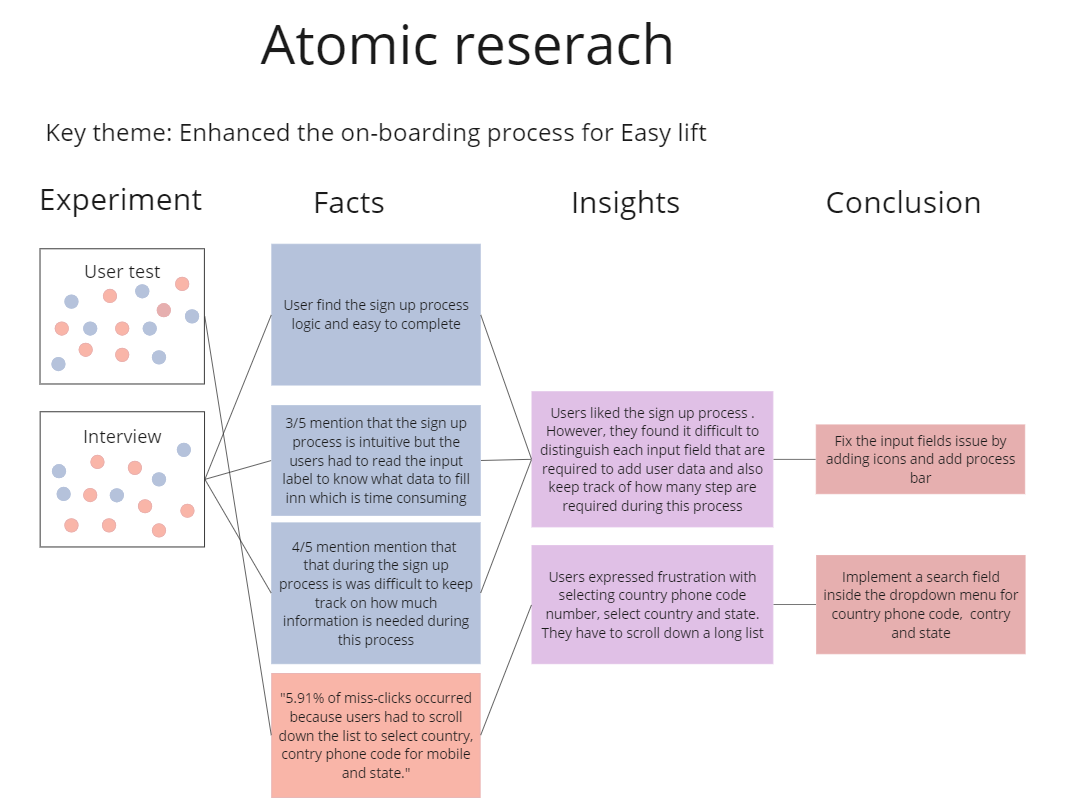 Atomic reserach
Key theme: Enhanced the on-boarding process for Easy lift
Experiment
Facts
Insights
Conclusion
User test
Interview
User find the sign up process
logic and easy to complete
3/5 mention that the sign up
process is intuitive but the
users had to read the input
label to know what data to fill
inn which is time consuming
4/5 mention mention that
that during the sign up
process is was difficult to keep
track on how much
information is needed during
this process
"5.91% of miss-clicks occurred
because users had to scroll
down the list to select country,
contry phone code for mobile
and state."
Users liked the sign up process .
However, they found it difficult to
distinguish each input field that are
required to add user data and also
keep track of how many step are
required during this process
Users expressed frustration with
selecting country phone code
number, select country and state.
They have to scroll down a long list
Fix the input fields issue by
adding icons and add process
bar
Implement a search field
inside the dropdown menu for
country phone code,  contry
and state